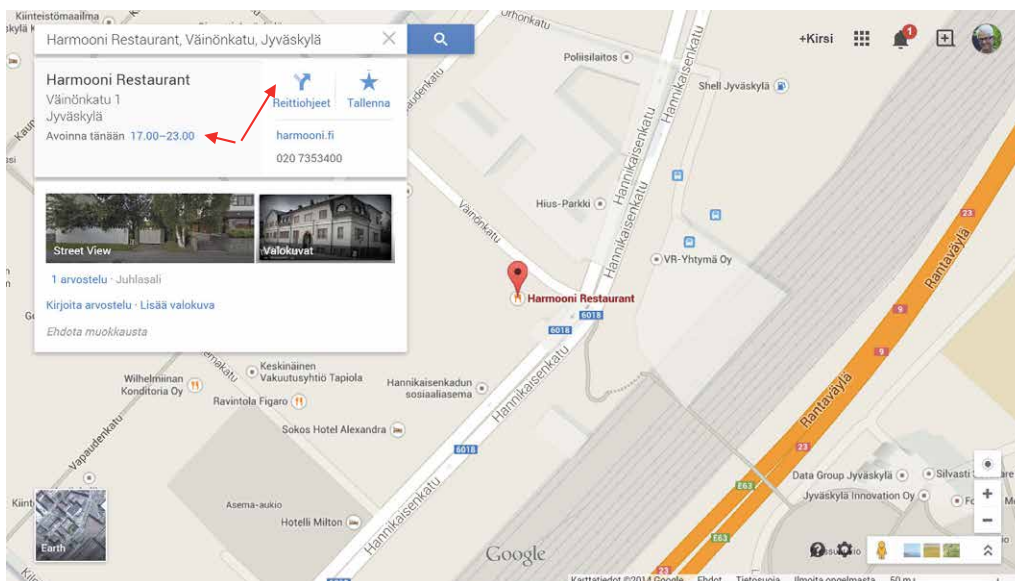 Kiinteistömaailma
Harmooni Restaurant, Väinönkatu, Jyväskylä
Harmooni Restaurant
Väinönkatu 1
Jyväskylä
Avoinna tänään 17.00–23.00
Reittiohjeet
Tallenna
harmooni.fi
020 7353400
Street View
Valokuvat
1 arvostelu · Juhlasali
Kirjoita arvostelu · Lisää valokuva
Ehdota muokkausta
+Kirsi
1
Urhonkatu
Poliisilaitos
Shell Jyväskylä
Hannikaisenkatu
Hannikaisenkatu
Hannikaisenkatu
Hannikaisenkatu
Väinönkatu
Hius-Parkki
VR-Yhtymä Oy
Harmooni Restaurant
6018
6018
23
Rantaväylä
9
9
Keskinäinen
Vakuutusyhtiö Tapiola
Wilhelmiinan
Konditoria Oy
Ravintola Figaro
Hannikaisenkadun
sosiaaliasema
Hannikaisenkatu
Rantaväylä
Sokos Hotel Alexandra
6018
23
Vapaudenkatu
E63
Data Group Jyväskylä
Jyväskylä Innovation Oy
Asema-aukio
Hotelli Milton
Hannikaisenkatu
E63
Earth
Google
23
Karttatiedot ©2014 Google
Ehdot
Tietosuoja
Ilmoita ongelmasta
50 m